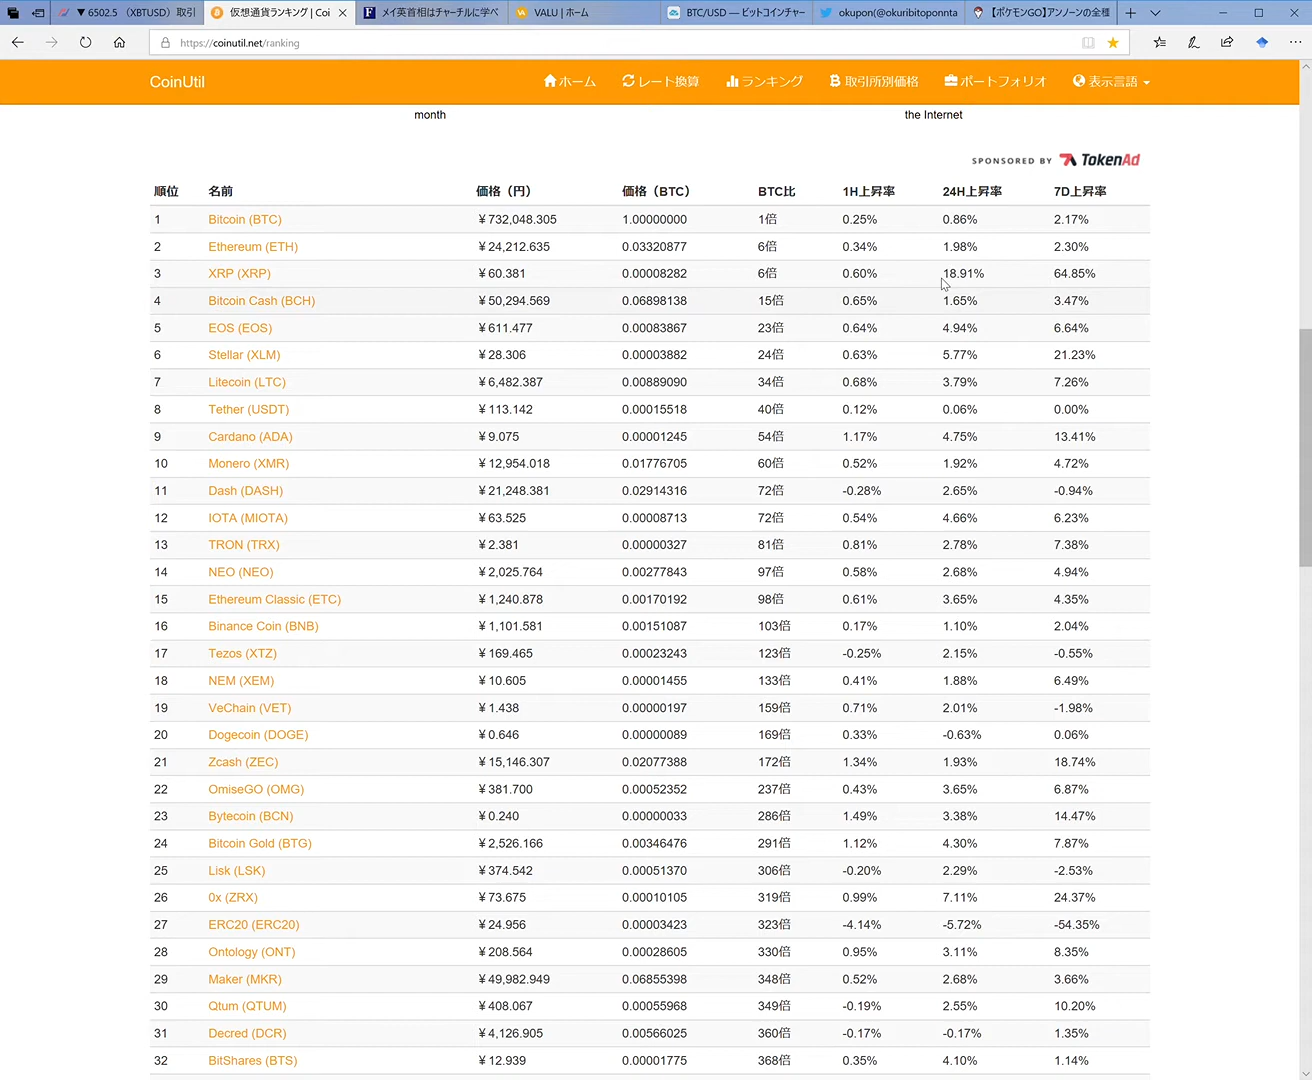 ▼ 6502.5 （XBTUSD）取引
仮想通貨ランキング | Coi
メイ英首相はチャーチルに学べ
VALU | ホーム
BTC/USD — ビットコインチャー
okupon(@okuribitoponnta
【ポケモンGO】アンノーンの全種
https://coinutil.net/ranking
CoinUtil ホーム レート換算 ランキング 取引所別価格 ポートフォリオ 表示言語
month the Internet
SPONSORED BY TokenAd
順位 名前 価格（円） 価格（BTC） BTC比 1H上昇率 24H上昇率 7D上昇率
1 Bitcoin (BTC) ￥732,048.305 1.00000000 1倍 0.25% 0.86% 2.17%
2 Ethereum (ETH) ￥24,212.635 0.03320877 6倍 0.34% 1.98% 2.30%
3 XRP (XRP) ￥60.381 0.00008282 6倍 0.60% 18.91% 64.85%
4 Bitcoin Cash (BCH) ￥50,294.569 0.06898138 15倍 0.65% 1.65% 3.47%
5 EOS (EOS) ￥611.477 0.00083867 23倍 0.64% 4.94% 6.64%
6 Stellar (XLM) ￥28.306 0.00003882 24倍 0.63% 5.77% 21.23%
7 Litecoin (LTC) ￥6,482.387 0.00889090 34倍 0.68% 3.79% 7.26%
8 Tether (USDT) ￥113.142 0.00015518 40倍 0.12% 0.06% 0.00%
9 Cardano (ADA) ￥9.075 0.00001245 54倍 1.17% 4.75% 13.41%
10 Monero (XMR) ￥12,954.018 0.01776705 60倍 0.52% 1.92% 4.72%
11 Dash (DASH) ￥21,248.381 0.02914316 72倍 -0.28% 2.65% -0.94%
12 IOTA (MIOTA) ￥63.525 0.00008713 72倍 0.54% 4.66% 6.23%
13 TRON (TRX) ￥2.381 0.00000327 81倍 0.81% 2.78% 7.38%
14 NEO (NEO) ￥2,025.764 0.00277843 97倍 0.58% 2.68% 4.94%
15 Ethereum Classic (ETC) ￥1,240.878 0.00170192 98倍 0.61% 3.65% 4.35%
16 Binance Coin (BNB) ￥1,101.581 0.00151087 103倍 0.17% 1.10% 2.04%
17 Tezos (XTZ) ￥169.465 0.00023243 123倍 -0.25% 2.15% -0.55%
18 NEM (XEM) ￥10.605 0.00001455 133倍 0.41% 1.88% 6.49%
19 VeChain (VET) ￥1.438 0.00000197 159倍 0.71% 2.01% -1.98%
20 Dogecoin (DOGE) ￥0.646 0.00000089 169倍 0.33% -0.63% 0.06%
21 Zcash (ZEC) ￥15,146.307 0.02077388 172倍 1.34% 1.93% 18.74%
22 OmiseGO (OMG) ￥381.700 0.00052352 237倍 0.43% 3.65% 6.87%
23 Bytecoin (BCN) ￥0.240 0.00000033 286倍 1.49% 3.38% 14.47%
24 Bitcoin Gold (BTG) ￥2,526.166 0.00346476 291倍 1.12% 4.30% 7.87%
25 Lisk (LSK) ￥374.542 0.00051370 306倍 -0.20% 2.29% -2.53%
26 0x (ZRX) ￥73.675 0.00010105 319倍 0.99% 7.11% 24.37%
27 ERC20 (ERC20) ￥24.956 0.00003423 323倍 -4.14% -5.72% -54.35%
28 Ontology (ONT) ￥208.564 0.00028605 330倍 0.95% 3.11% 8.35%
29 Maker (MKR) ￥49,982.949 0.06855398 348倍 0.52% 2.68% 3.66%
30 Qtum (QTUM) ￥408.067 0.00055968 349倍 -0.19% 2.55% 10.20%
31 Decred (DCR) ￥4,126.905 0.00566025 360倍 -0.17% -0.17% 1.35%
32 BitShares (BTS) ￥12.939 0.00001775 368倍 0.35% 4.10% 1.14%